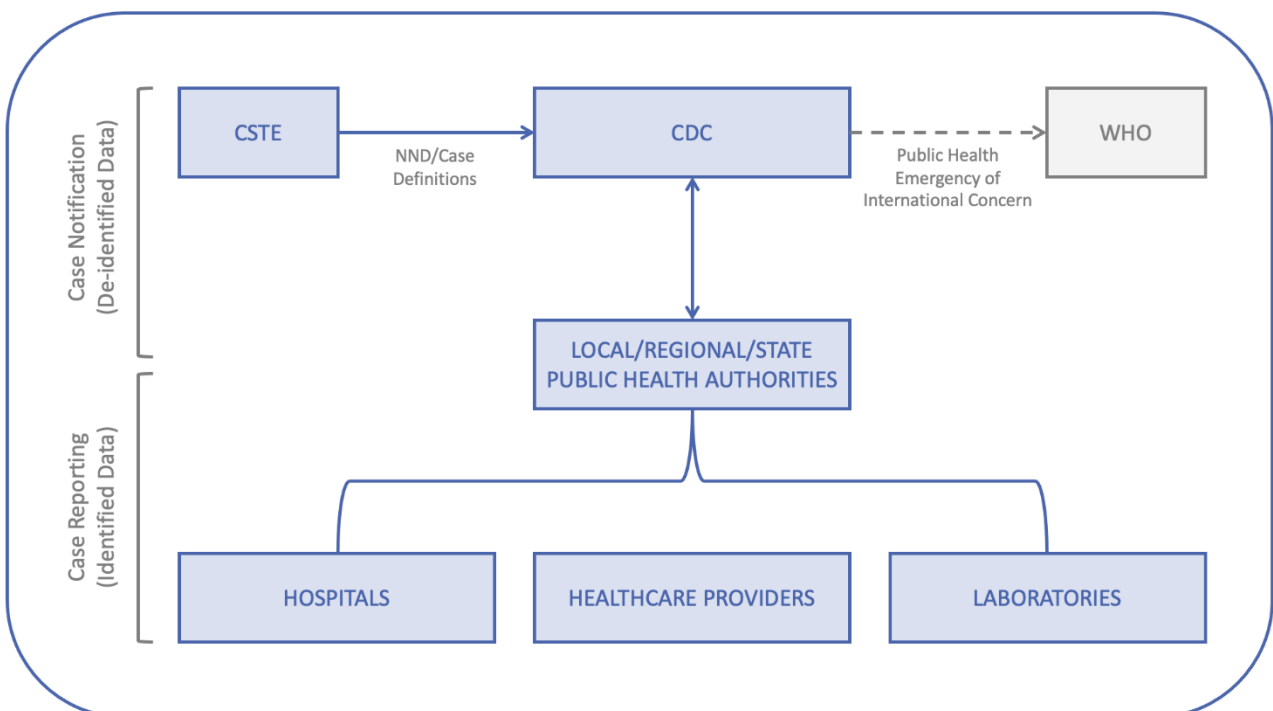 Case Notification
(De-identified Data)
CSTE
NND/Case
Definitions
CDC
Public Health
Emergency of
International Concern
WHO
LOCAL/REGIONAL/STATE
PUBLIC HEALTH AUTHORITIES
Case Reporting
(Identified Data)
HOSPITALS
HEALTHCARE PROVIDERS
LABORATORIES